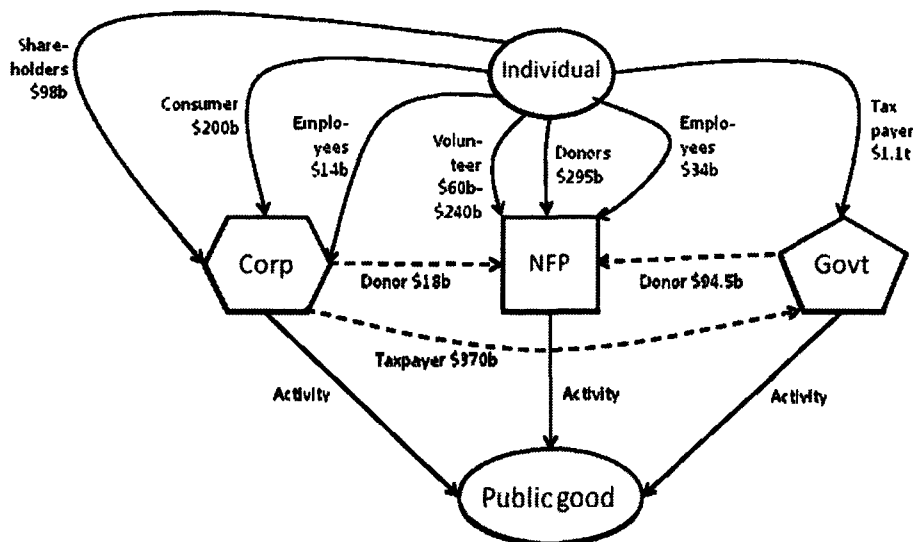 Share-
holders
$98b
Individual
Consumer
$200b
Emplo-
yees
$14b
Volun-
teer
$60b-
$240b
Donors
$295b
Emplo-
yees
$34b
Tax
payer
$1.1t
Corp
NFP
Govt
Donor $18b
Donor $94.5b
Taxpayer $370b
Activity
Activity
Activity
Public good